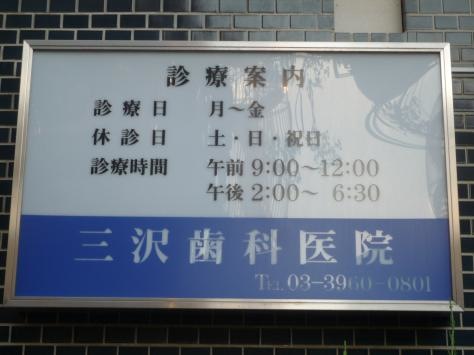 診療案内
診療日 月〜金
休診日 土・日・祝日
診療時間 午前 9:00〜12:00
午後 2:00〜 6:30
三沢歯科医院
TEL. 03-3960-0801